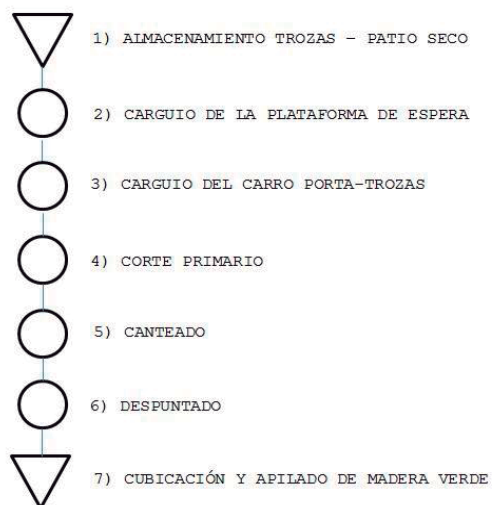 1) ALMACENAMIENTO TROZAS - PATIO SECO
2) CARGUIO DE LA PLATAFORMA DE ESPERA
3) CARGUIO DEL CARRO PORTA-TROZAS
4) CORTE PRIMARIO
5) CANTEADO
6) DESPUNTADO
7) CUBICACIÓN Y APILADO DE MADERA VERDE